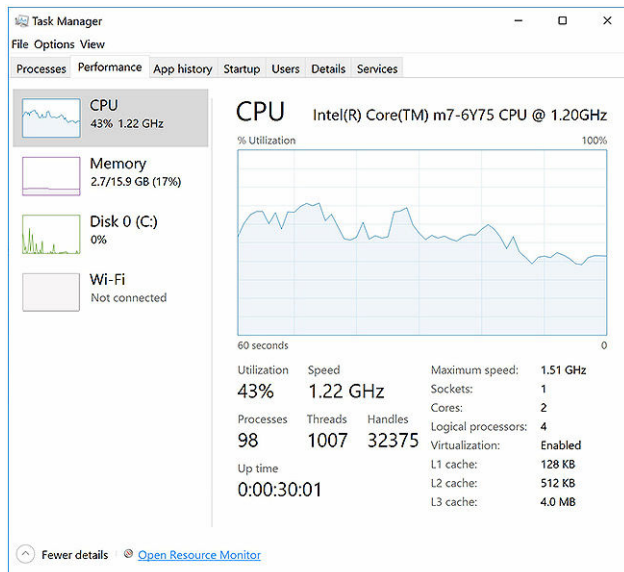 Task Manager
File Options View
Processes Performance App history Startup Users Details Services
CPU
43% 1.22 GHz
Memory
2.7/15.9 GB (17%)
Disk 0 (C:)
0%
Wi-Fi
Not connected
CPU Intel(R) Core(TM) m7-6Y75 CPU @ 1.20GHz
% Utilization 100%
60 seconds 0
Utilization Speed
43% 1.22 GHz
Processes Threads Handles
98 1007 32375
Up time
0:00:30:01
Maximum speed: 1.51 GHz
Sockets: 1
Cores: 2
Logical processors: 4
Virtualization: Enabled
L1 cache: 128 KB
L2 cache: 512 KB
L3 cache: 4.0 MB
Fewer details Open Resource Monitor